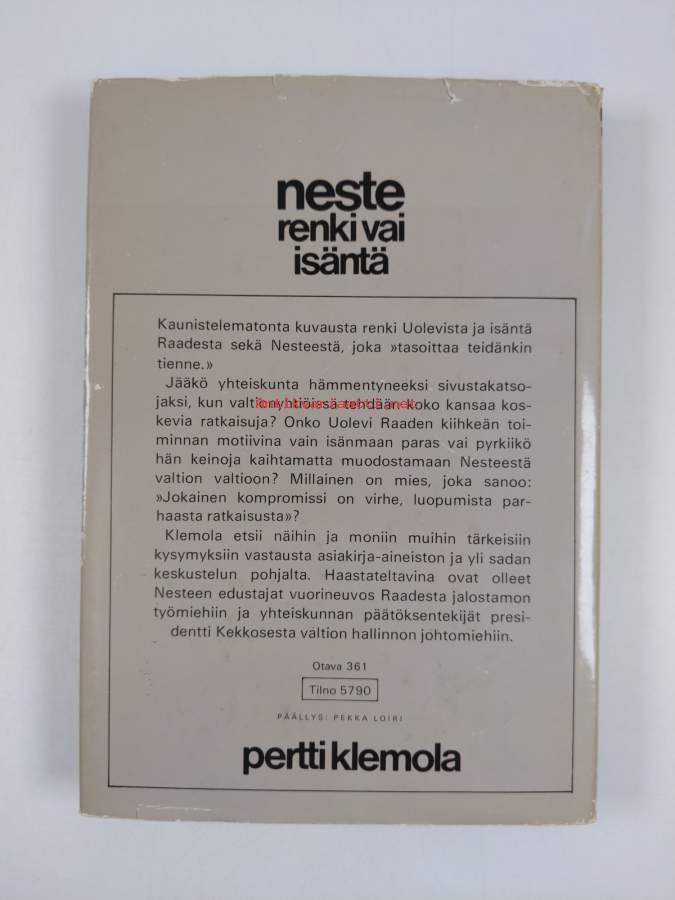 neste
renki vai
isäntä
Kaunistelematonta kuvausta renki Uolevista ja isäntä
Raadesta sekä Nesteestä, joka »tasoittaa teidänkin
tienne.»
Jääkö yhteiskunta hämmentyneeksi sivustakatso-
jaksi, kun valtionyhtiöissä tehdään koko kansaa kos-
kevia ratkaisuja? Onko Uolevi Raaden kiihkeän toi-
minnan motiivina vain isänmaan paras vai pyrkiikö
hän keinoja kaihtamatta muodostamaan Nesteestä
valtion valtioon? Millainen on mies, joka sanoo:
»Jokainen kompromissi on virhe, luopumista par-
haasta ratkaisusta»?
Klemola etsii näihin ja moniin muihin tärkeisiin
kysymyksiin vastausta asiakirja-aineiston ja yli sadan
keskustelun pohjalta. Haastateltavina ovat olleet
Nesteen edustajat vuorineuvos Raadesta jalostamon
työmiehiin ja yhteiskunnan päätöksentekijät presi-
dentti Kekkosesta valtion hallinnon johtomiehiin.
Otava 361
Tilno 5790
PÄÄLLYS: PEKKA LOIRI
pertti klemola